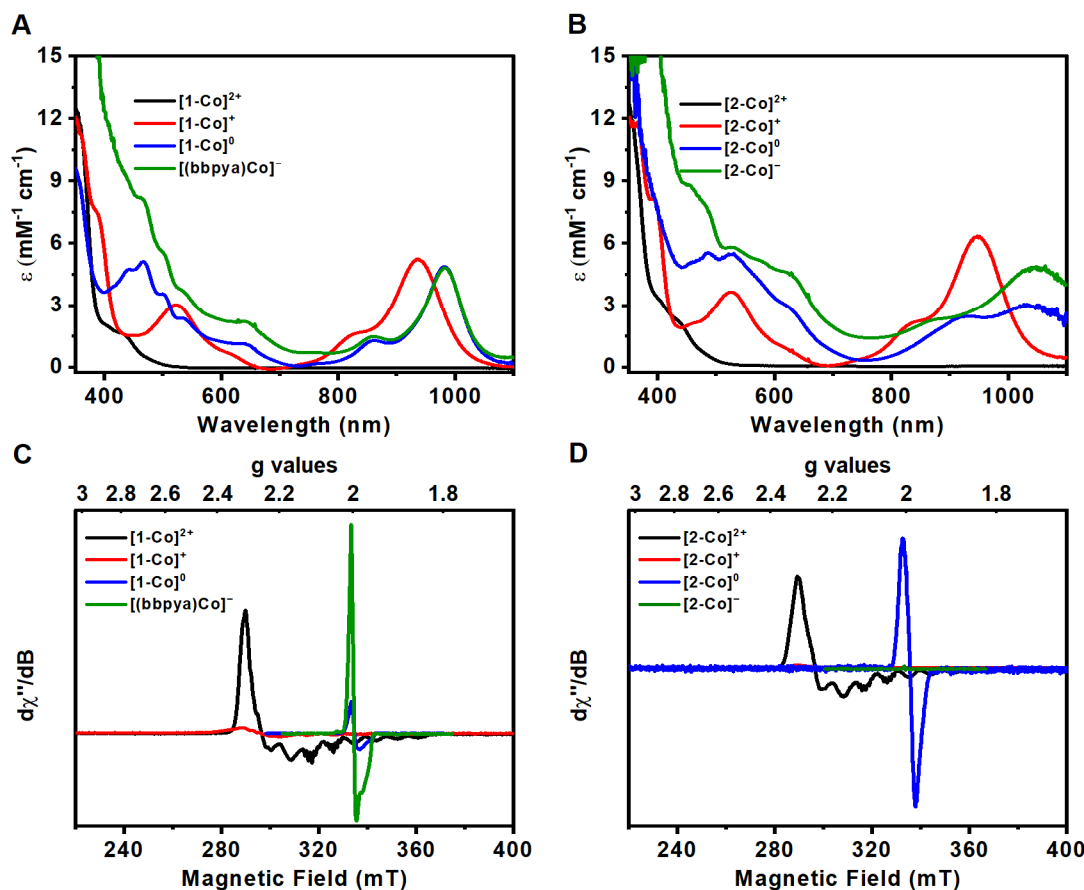 A
ε (mM⁻¹ cm⁻¹)
15
12
9
6
3
0
[1-Co]²⁺
[1-Co]⁺
[1-Co]⁰
[(bbpya)Co]⁻
400 600 800 1000
Wavelength (nm)
B
ε (mM⁻¹ cm⁻¹)
15
12
9
6
3
0
[2-Co]²⁺
[2-Co]⁺
[2-Co]⁰
[2-Co]⁻
400 600 800 1000
Wavelength (nm)
C
g values
3 2.8 2.6 2.4 2.2 2 1.8
dχ''/dB
[1-Co]²⁺
[1-Co]⁺
[1-Co]⁰
[(bbpya)Co]⁻
240 280 320 360 400
Magnetic Field (mT)
D
g values
3 2.8 2.6 2.4 2.2 2 1.8
dχ''/dB
[2-Co]²⁺
[2-Co]⁺
[2-Co]⁰
[2-Co]⁻
240 280 320 360 400
Magnetic Field (mT)